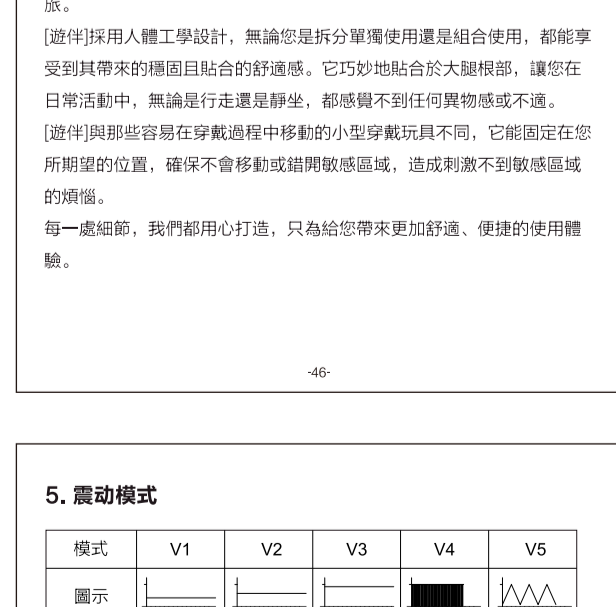 旅。
[遊伴]採用人體工學設計，無論您是拆分單獨使用還是組合使用，都能享
受到其帶來的穩固且貼合的舒適感。它巧妙地貼合於大腿根部，讓您在
日常活動中，無論是行走還是靜坐，都感覺不到任何異物感或不適。
[遊伴]與那些容易在穿戴過程中移動的小型穿戴玩具不同，它能固定在您
所期望的位置，確保不會移動或錯開敏感區域，造成刺激不到敏感區域
的煩惱。
每一處細節，我們都用心打造，只為給您帶來更加舒適、便捷的使用體
驗。
-46-
5. 震动模式
模式 V1 V2 V3 V4 V5
圖示